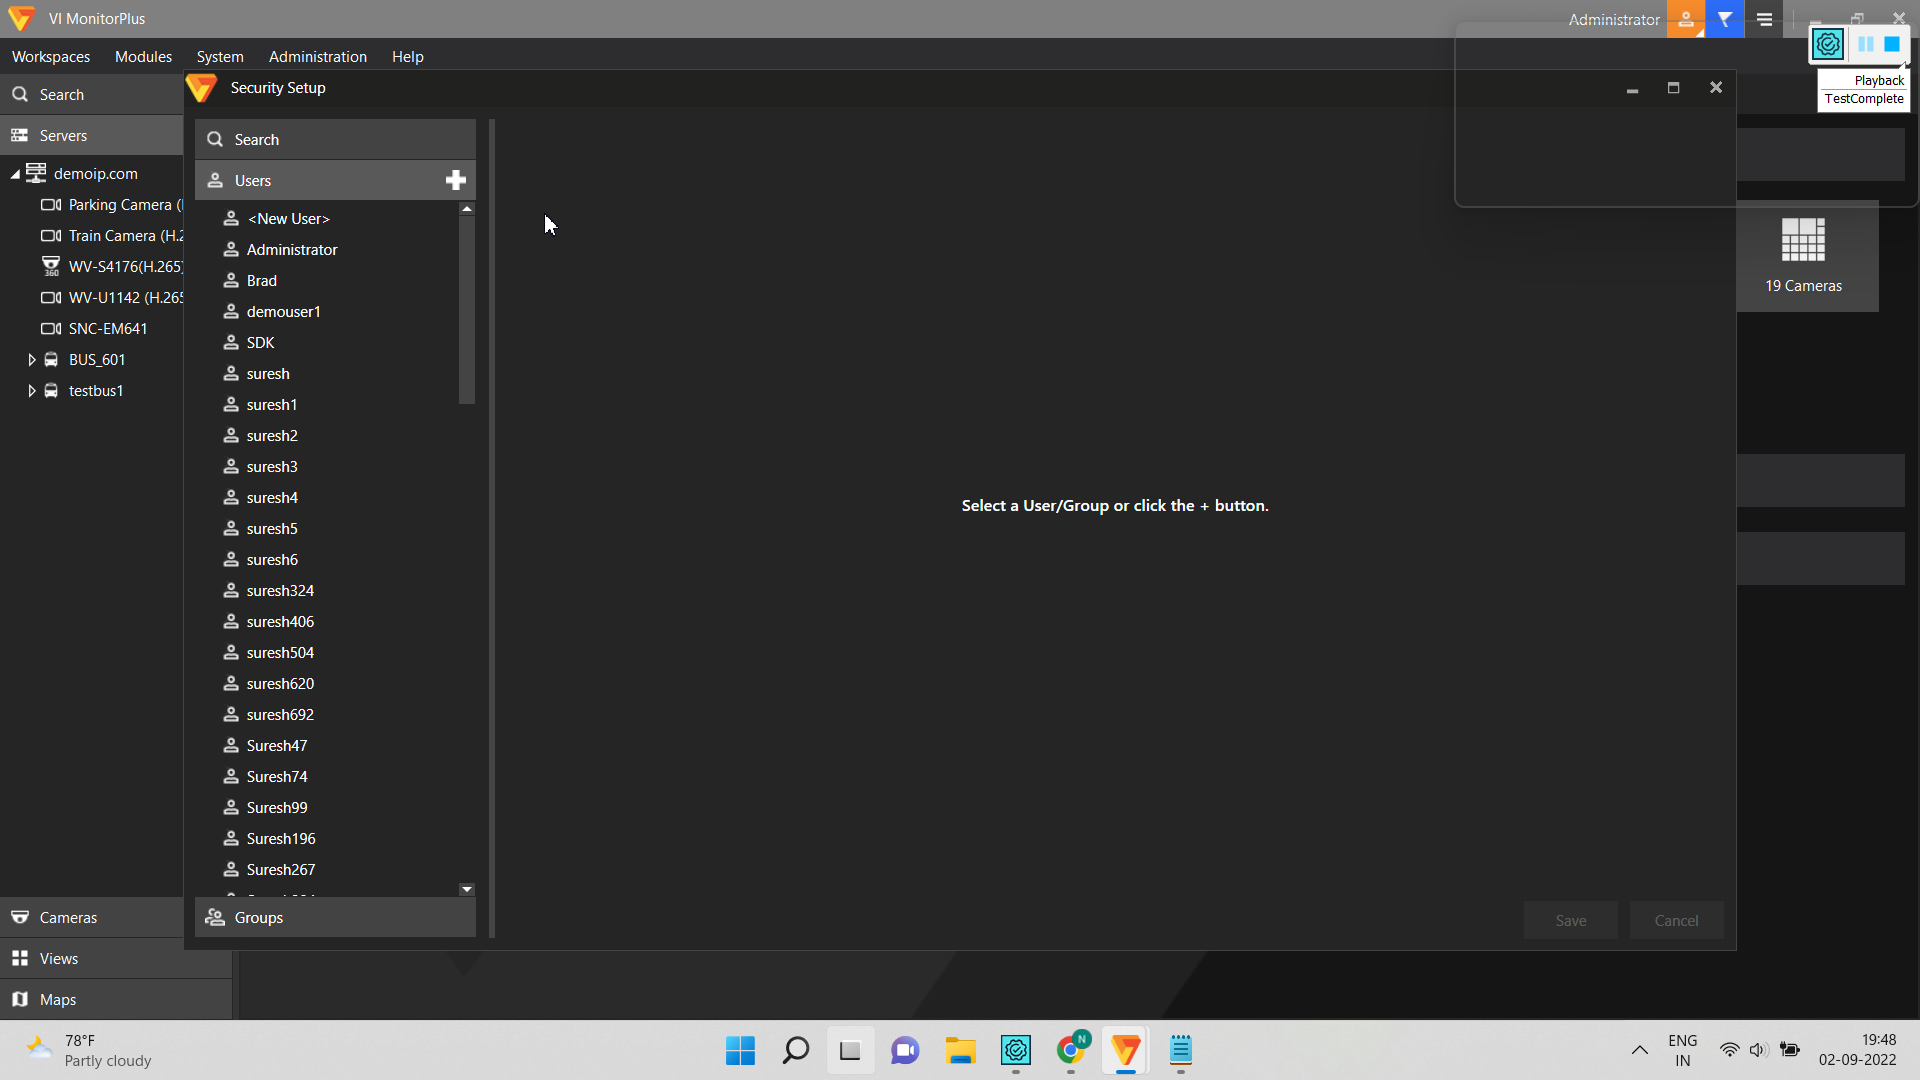 VI MonitorPlus
Administrator
Workspaces
Modules
System
Administration
Help
Playback
TestComplete
Search
Security Setup
Servers
Search
demoip.com
Users
Parking Camera (
<New User>
Train Camera (H.2
Administrator
WV-S4176(H.265)
Brad
WV-U1142 (H.265
demouser1
19 Cameras
SNC-EM641
SDK
BUS_601
suresh
testbus1
suresh1
suresh2
suresh3
suresh4
Select a User/Group or click the + button.
suresh5
suresh6
suresh324
suresh406
suresh504
suresh620
suresh692
Suresh47
Suresh74
Suresh99
Suresh196
Suresh267
Cameras
Groups
Save
Cancel
Views
Maps
78°F
Partly cloudy
360
N
ENG
IN
19:48
02-09-2022